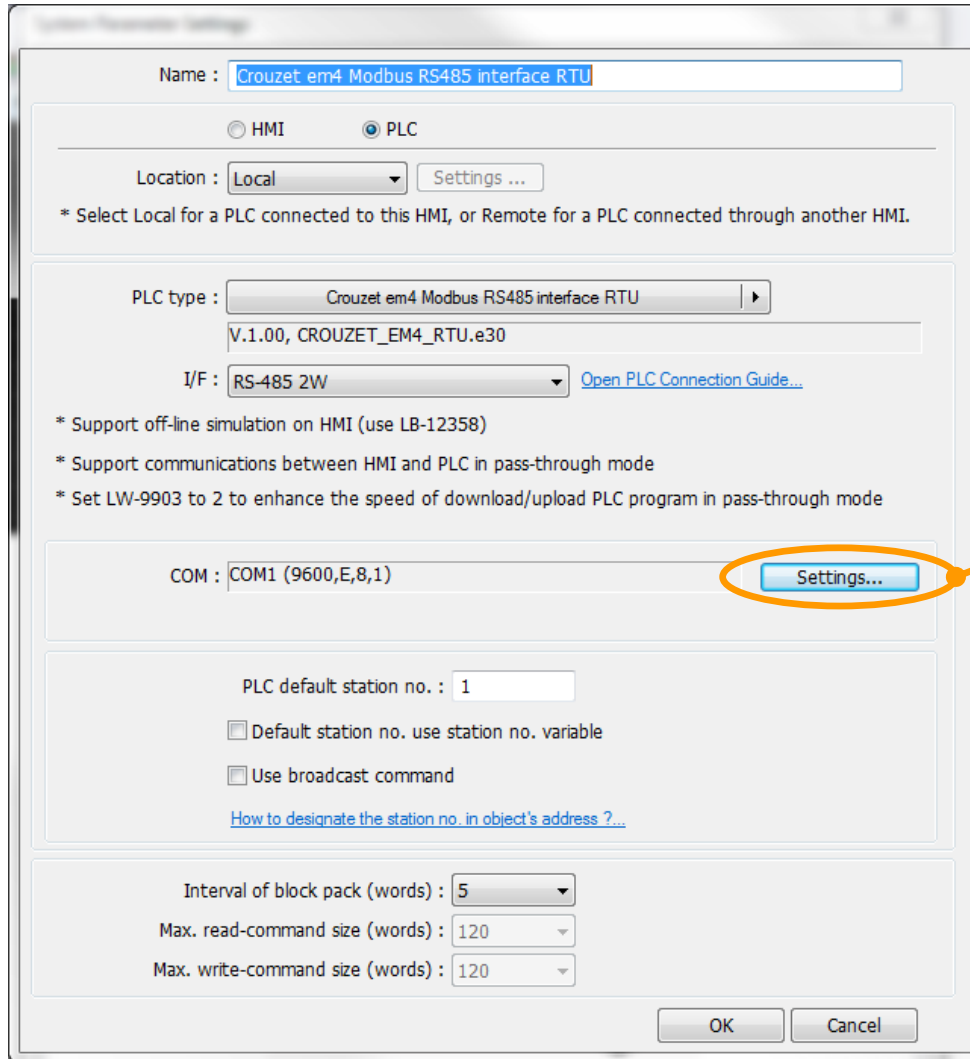 System Parameter Settings
Name : Crouzet em4 Modbus RS485 interface RTU
HMI PLC
Location : Local Settings ...
* Select Local for a PLC connected to this HMI, or Remote for a PLC connected through another HMI.
PLC type : Crouzet em4 Modbus RS485 interface RTU
V.1.00, CROUZET_EM4_RTU.e30
I/F : RS-485 2W Open PLC Connection Guide...
* Support off-line simulation on HMI (use LB-12358)
* Support communications between HMI and PLC in pass-through mode
* Set LW-9903 to 2 to enhance the speed of download/upload PLC program in pass-through mode
COM : COM1 (9600,E,8,1) Settings...
PLC default station no. : 1
Default station no. use station no. variable
Use broadcast command
How to designate the station no. in object's address ?...
Interval of block pack (words) : 5
Max. read-command size (words) : 120
Max. write-command size (words) : 120
OK Cancel